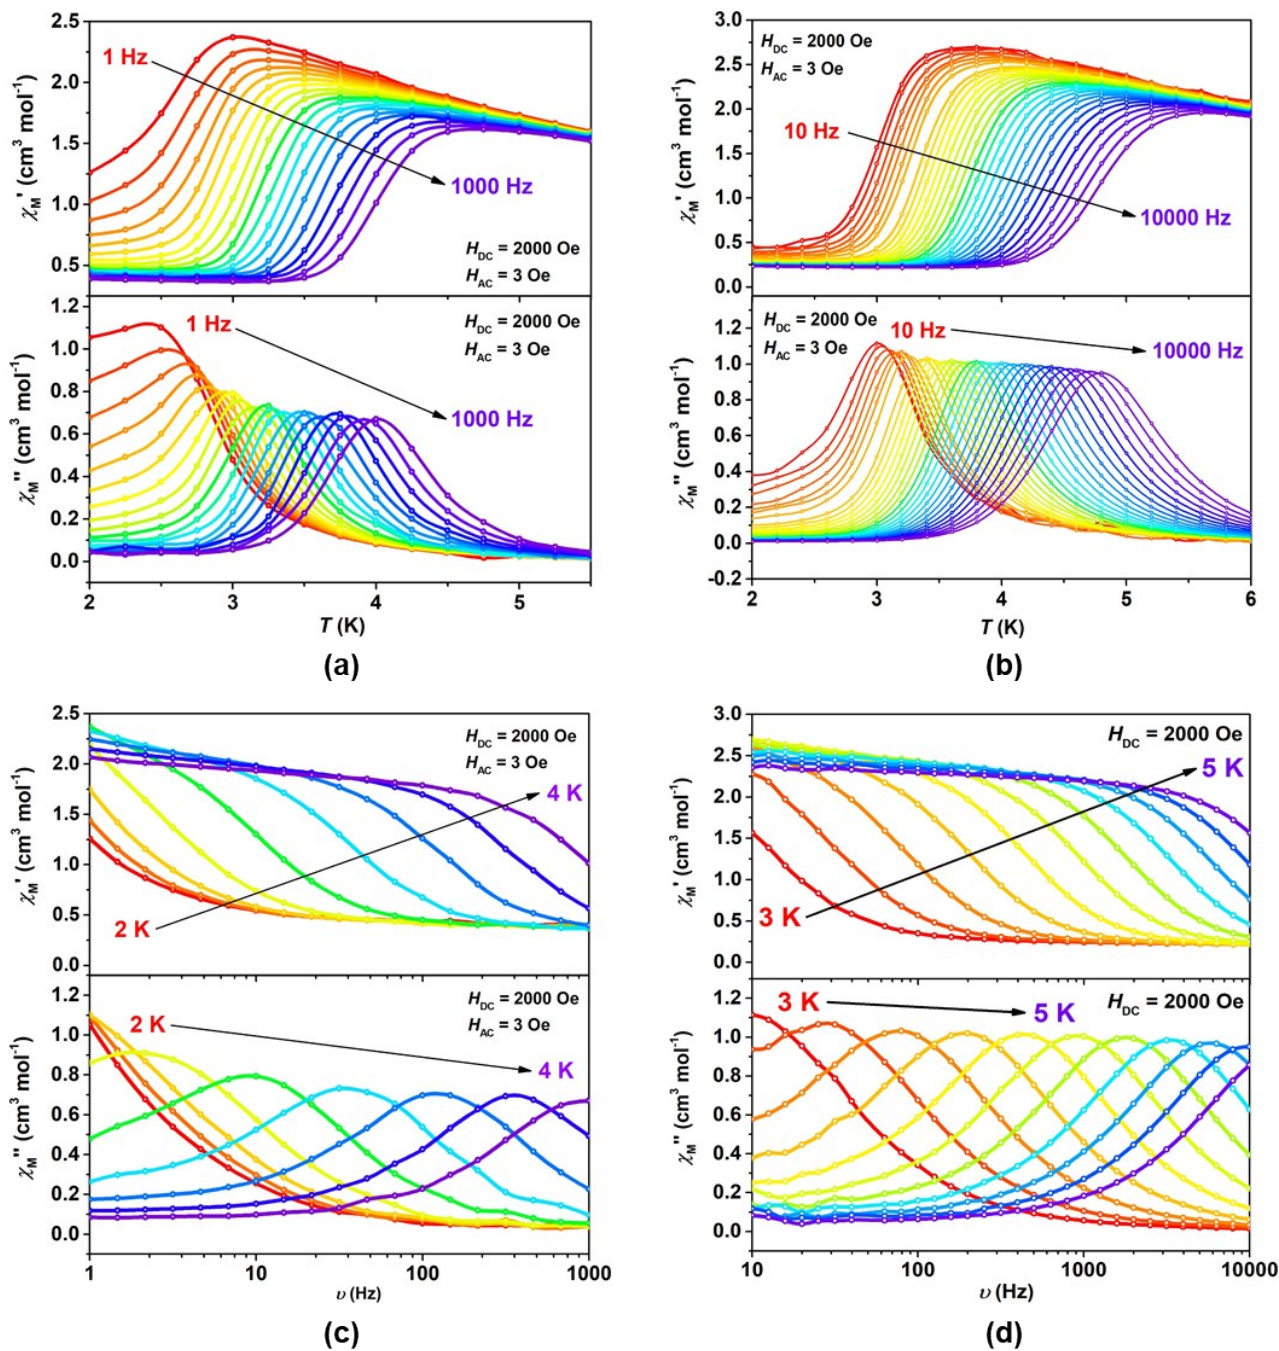 2.5
2.0
1.5
1.0
0.5
χM' (cm³ mol⁻¹)
1 Hz
1000 Hz
HDC = 2000 Oe
HAC = 3 Oe
1.2
1.0
0.8
0.6
0.4
0.2
0.0
χM'' (cm³ mol⁻¹)
1 Hz
1000 Hz
HDC = 2000 Oe
HAC = 3 Oe
2 3 4 5
T (K)
(a)
3.0
2.5
2.0
1.5
1.0
0.5
0.0
χM' (cm³ mol⁻¹)
HDC = 2000 Oe
HAC = 3 Oe
10 Hz
10000 Hz
1.2
1.0
0.8
0.6
0.4
0.2
0.0
-0.2
χM'' (cm³ mol⁻¹)
HDC = 2000 Oe
HAC = 3 Oe
10 Hz
10000 Hz
2 3 4 5 6
T (K)
(b)
2.5
2.0
1.5
1.0
0.5
0.0
χM' (cm³ mol⁻¹)
HDC = 2000 Oe
HAC = 3 Oe
4 K
2 K
1.2
1.0
0.8
0.6
0.4
0.2
0.0
χM'' (cm³ mol⁻¹)
HDC = 2000 Oe
HAC = 3 Oe
2 K
4 K
1 10 100 1000
υ (Hz)
(c)
3.0
2.5
2.0
1.5
1.0
0.5
0.0
χM' (cm³ mol⁻¹)
HDC = 2000 Oe
5 K
3 K
1.2
1.0
0.8
0.6
0.4
0.2
0.0
χM'' (cm³ mol⁻¹)
3 K
5 K
HDC = 2000 Oe
10 100 1000 10000
υ (Hz)
(d)